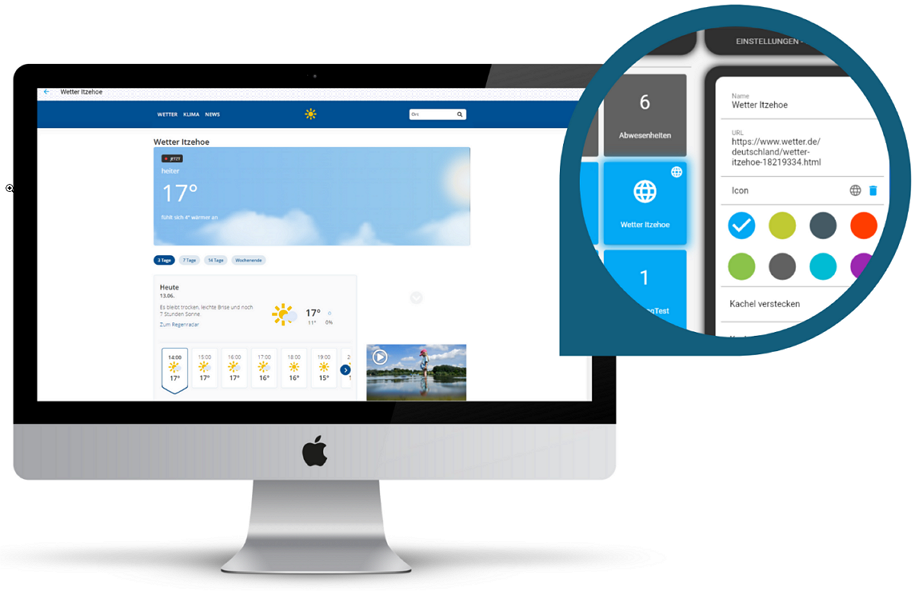 Wetter Itzehoe
WETTER KLIMA NEWS
Ort
Wetter Itzehoe
JETZT
heiter
17°
fühlt sich 4° wärmer an
3 Tage
7 Tage
14 Tage
Wochenende
Heute
13.06.
Es bleibt trocken, leichte Brise und noch
7 Stunden Sonne.
Zum Regenradar
17°
11°
0%
14:00 15:00 16:00 17:00 18:00 19:00 2
17° 17° 17° 16° 16° 15° 1
EINSTELLUNGEN -
6
Abwesenheiten
Wetter Itzehoe
1
nTest
Name
Wetter Itzehoe
URL
https://www.wetter.de/
deutschland/wetter-
itzehoe-18219334.html
Icon
Kachel verstecken